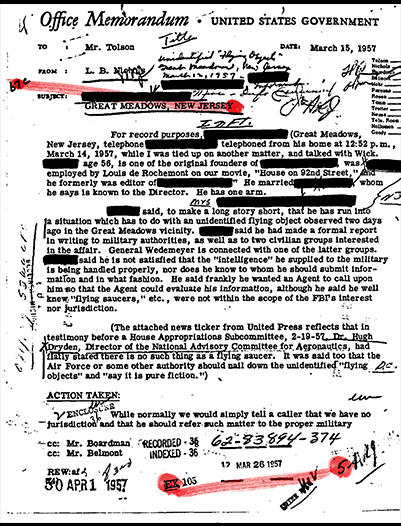 Office Memorandum • UNITED STATES GOVERNMENT
TO : Mr. Tolson
DATE: March 15, 1957
Title
Unidentified "Flying Object"
Great Meadows, New Jersey
March 12, 1957
FROM : L. B. Nichols
SUBJECT:
GREAT MEADOWS, NEW JERSEY
Tolson
Nichols
Boardman
Belmont
Mohr
Parsons
Rosen
Tamm
Trotter
Nease
Tele. Room
Holloman
Gandy
For record purposes, (Great Meadows,
New Jersey, telephone telephoned from his home at 12:52 p.m.,
March 14, 1957, while I was tied up on another matter, and talked with Wick.
age 56, is one of the original founders of was
employed by Louis de Rochemont on our movie, "House on 92nd Street," and
he formerly was editor of He married whom
he says is known to the Director. He has one arm.
said, to make a long story short, that he has run into
a situation which has to do with an unidentified flying object observed two days
ago in the Great Meadows vicinity. said he had made a formal report
in writing to military authorities, as well as to two civilian groups interested
in the affair. General Wedemeyer is connected with one of the latter groups.
said he is not satisfied that the "intelligence" he supplied to the military
is being handled properly, nor does he know to whom he should submit infor-
mation and in what fashion. He said frankly he wanted an Agent to call upon
him so that the Agent could evaluate his information, although he said he well
knew "flying saucers," etc., were not within the scope of the FBI's interest
nor jurisdiction.
(The attached news ticker from United Press reflects that in
testimony before a House Appropriations Subcommittee, 2-19-57, Dr. Hugh
Dryden, Director of the National Advisory Committee for Aeronautics, had
flatly stated there is no such thing as a flying saucer. It was said too that the
Air Force or some other authority should nail down the unidentified "flying
objects" and "say it is pure fiction.")
ACTION TAKEN:
ENCLOSURE
While normally we would simply tell a caller that we have no
jurisdiction and that he should refer such matter to the proper military
cc: Mr. Boardman RECORDED - 36 62-83894-374
cc: Mr. Belmont INDEXED - 36
REW:
12 MAR 26 1957
50 APR 1 1957
EX 105